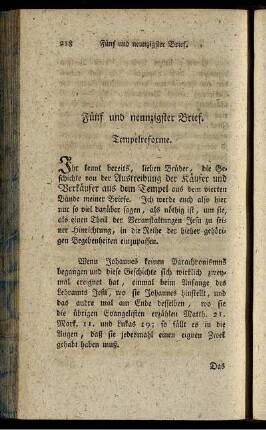 218 Fünf und neunzigster Brief.
Fünf und neunzigster Brief.
Tempelreforme.
Ihr kennt bereits, lieben Brüder, die Ge-
schichte von der Austreibung der Käufer und
Verkäufer aus dem Tempel aus dem vierten
Bande meiner Briefe. Ich werde euch also hier
nur so viel darüber sagen, als nöthig ist, um sie,
als einen Theil der Veranstaltungen Jesu zu sei-
ner Hinrichtung, in die Reihe der hieher gehöri-
gen Begebenheiten einzupassen.
Wenn Johannes keinen Parachronismus
begangen und diese Geschichte sich wirklich zwey-
mal ereignet hat, einmal beim Anfange des
Lehramts Jesu, wo sie Johannes hinstellt, und
das andre mal am Ende desselben, wo sie
die übrigen Evangelisten erzählen Matth. 21.
Mark. 11. und Lukas 19; so fällt es in die
Augen, daß sie jedesmahl einen eignen Zweck
gehabt haben muß.
Das